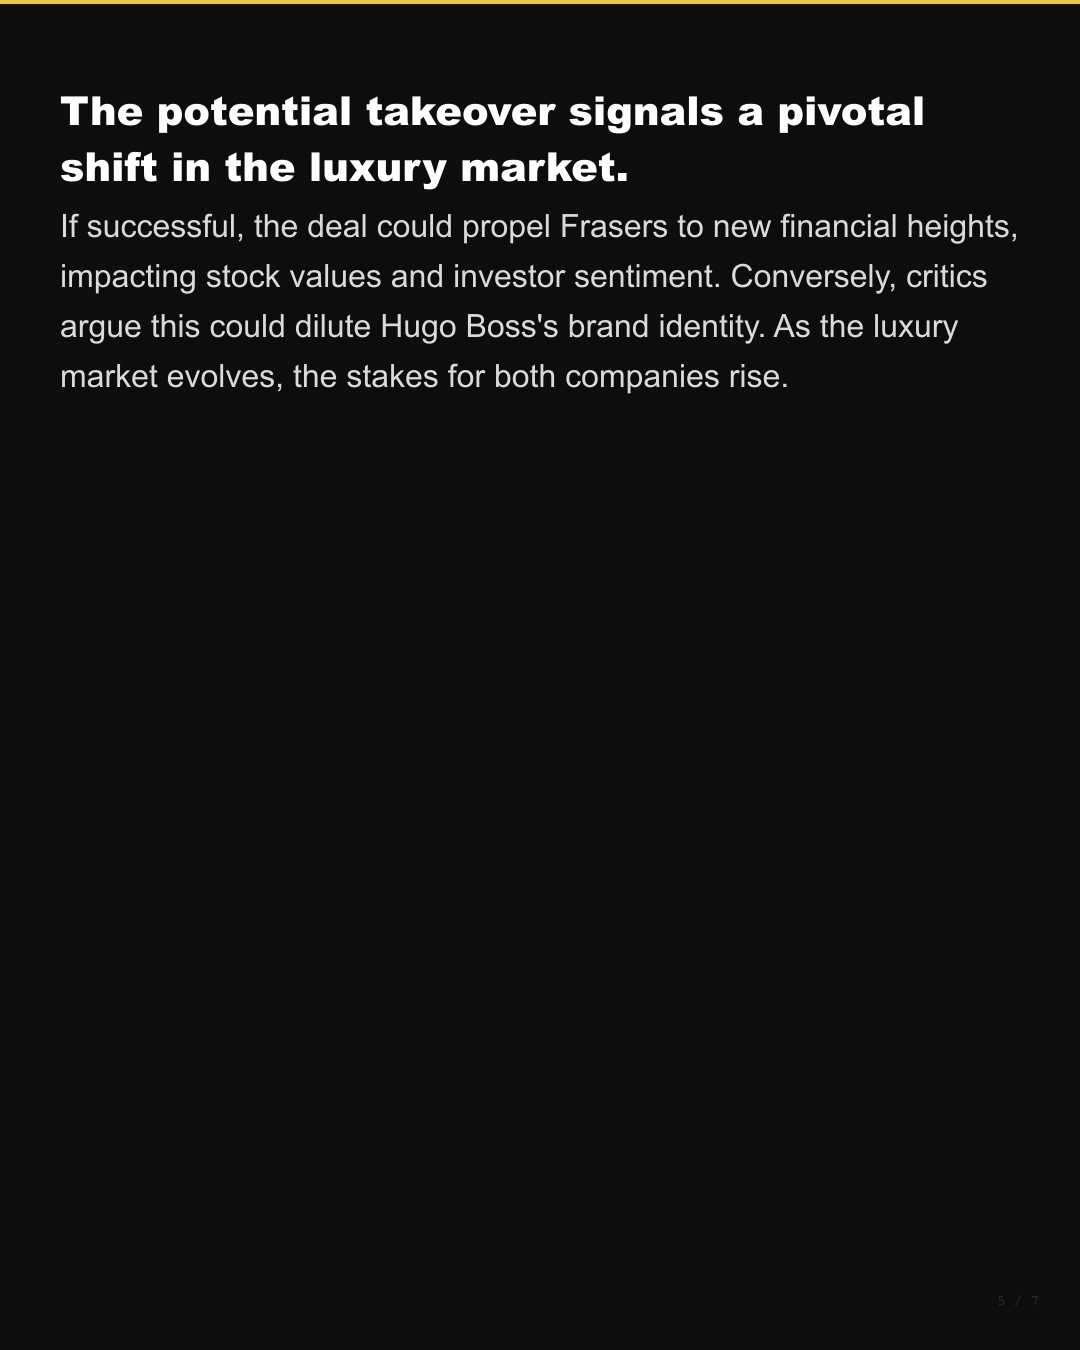 The potential takeover signals a pivotal
shift in the luxury market.
If successful, the deal could propel Frasers to new financial heights,
impacting stock values and investor sentiment. Conversely, critics
argue this could dilute Hugo Boss's brand identity. As the luxury
market evolves, the stakes for both companies rise.
5 / 7